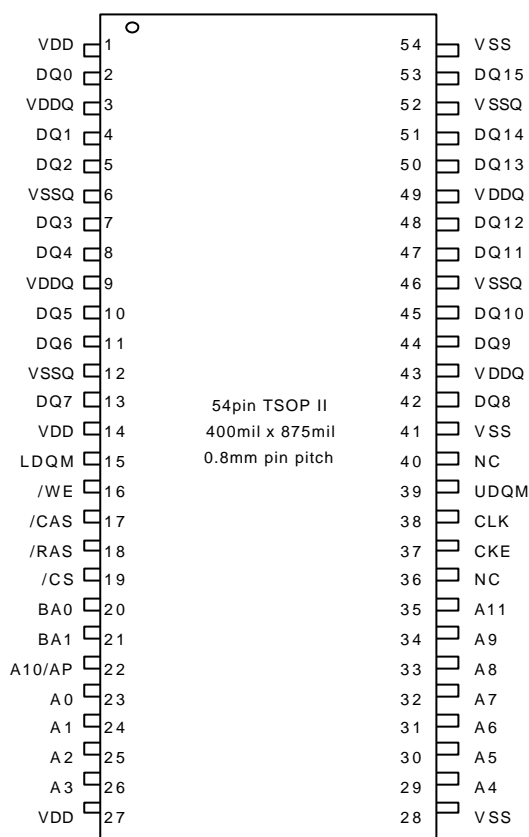 VDD 1 54 VSS
DQ0 2 53 DQ15
VDDQ 3 52 VSSQ
DQ1 4 51 DQ14
DQ2 5 50 DQ13
VSSQ 6 49 VDDQ
DQ3 7 48 DQ12
DQ4 8 47 DQ11
VDDQ 9 46 VSSQ
DQ5 10 45 DQ10
DQ6 11 44 DQ9
VSSQ 12 43 VDDQ
DQ7 13 54pin TSOP II 42 DQ8
VDD 14 400mil x 875mil 41 VSS
LDQM 15 0.8mm pin pitch 40 NC
/WE 16 39 UDQM
/CAS 17 38 CLK
/RAS 18 37 CKE
/CS 19 36 NC
BA0 20 35 A11
BA1 21 34 A9
A10/AP 22 33 A8
A0 23 32 A7
A1 24 31 A6
A2 25 30 A5
A3 26 29 A4
VDD 27 28 VSS